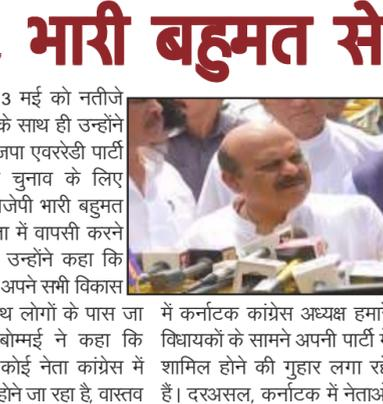 भारी बहुमत से
3 मई को नतीजे
के साथ ही उन्होंने
जपा एवररेडी पार्टी
चुनाव के लिए
जेपी भारी बहुमत
ता में वापसी करने
उन्होंने कहा कि
अपने सभी विकास
थ लोगों के पास जा
बोम्मई ने कहा कि
कोई नेता कांग्रेस में
होने जा रहा है, वास्तव
में कर्नाटक कांग्रेस अध्यक्ष हमारे
विधायकों के सामने अपनी पार्टी में
शामिल होने की गुहार लगा रहे
हैं। दरअसल, कर्नाटक में नेताओं